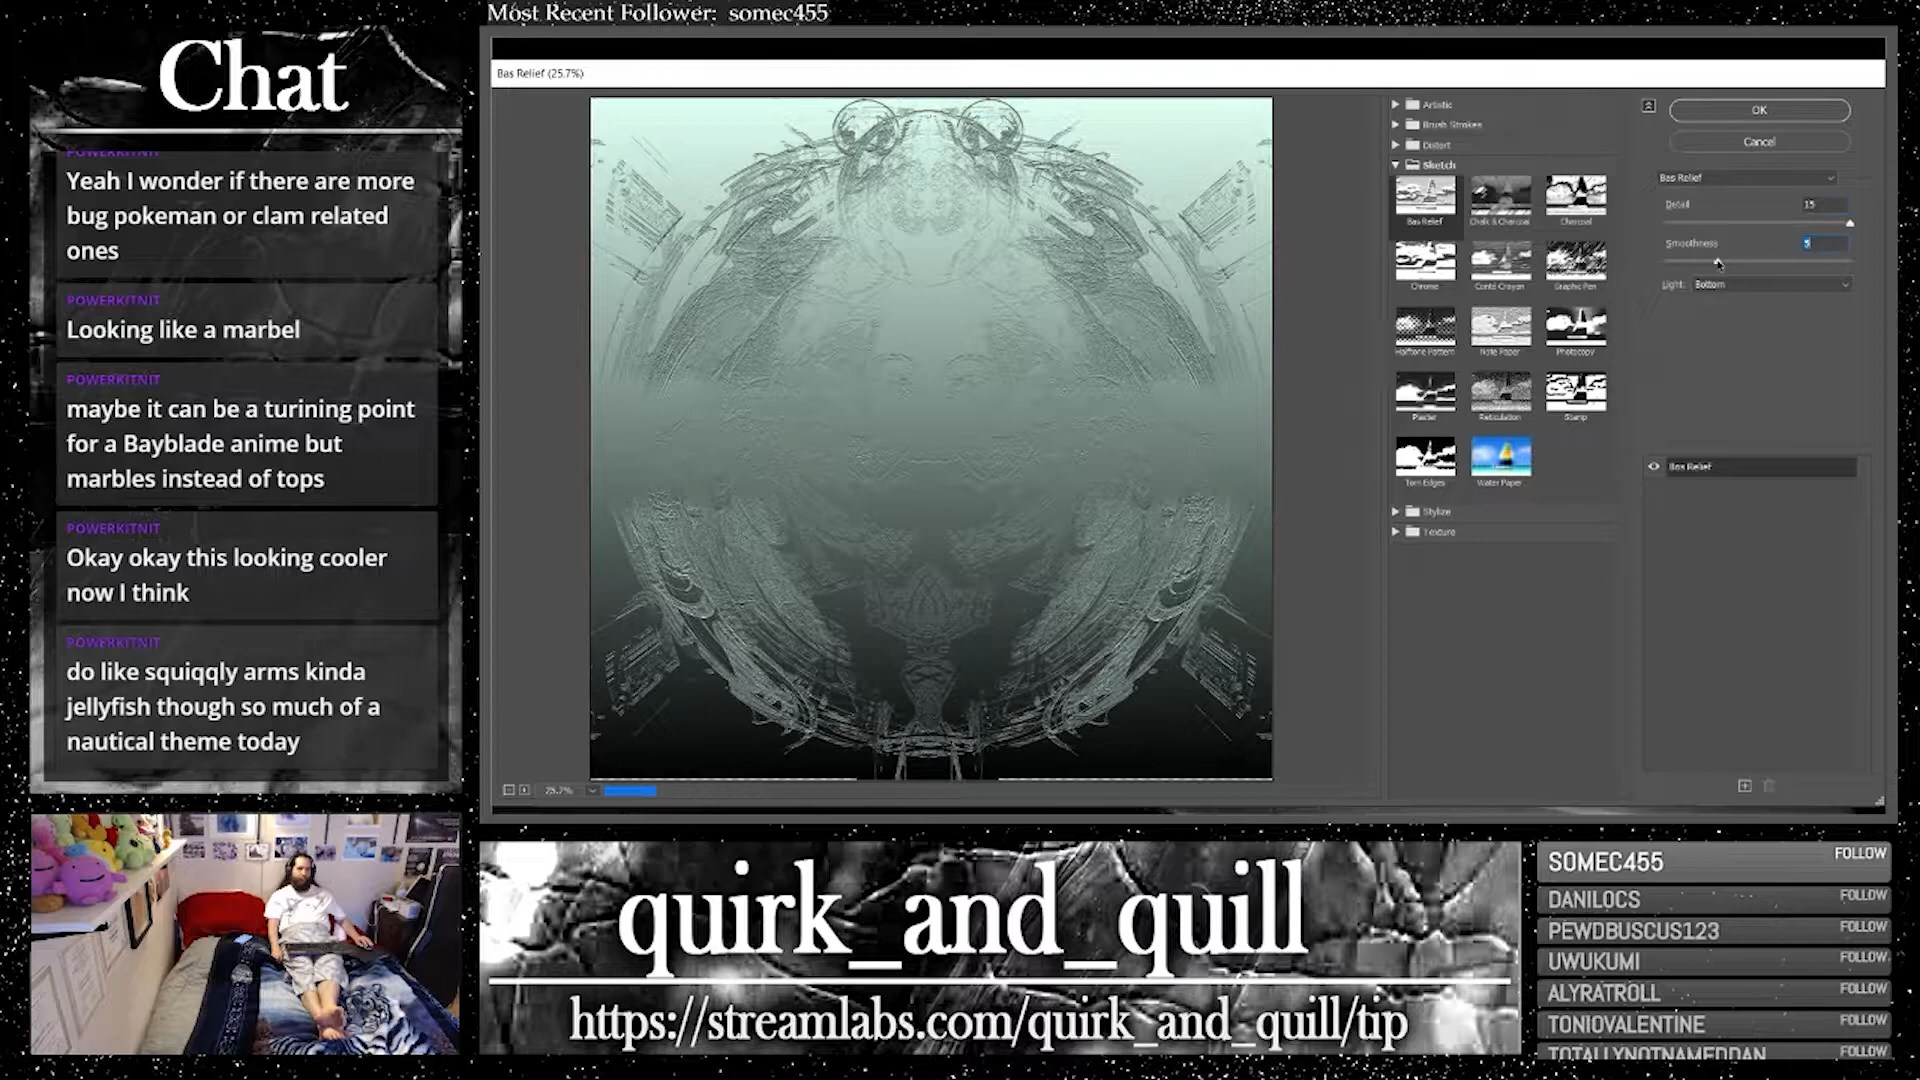 Most Recent Follower: somec455
Chat
POWERKITNIT
Yeah I wonder if there are more
bug pokeman or clam related
ones
POWERKITNIT
Looking like a marbel
POWERKITNIT
maybe it can be a turining point
for a Bayblade anime but
marbles instead of tops
POWERKITNIT
Okay okay this looking cooler
now I think
POWERKITNIT
do like squiqqly arms kinda
jellyfish though so much of a
nautical theme today
Bas Relief (25.7%)
Artistic
Brush Strokes
Distort
Sketch
Bas Relief
Chalk & Charcoal
Charcoal
Chrome
Conté Crayon
Graphic Pen
Halftone Pattern
Note Paper
Photocopy
Plaster
Reticulation
Stamp
Torn Edges
Water Paper
Stylize
Texture
OK
Cancel
Bas Relief
Detail
15
Smoothness
5
Light: Bottom
Bas Relief
25.7%
quirk_and_quill
https://streamlabs.com/quirk_and_quill/tip
SOMEC455 FOLLOW
DANILOCS FOLLOW
PEWDBUSCUS123 FOLLOW
UWUKUMI FOLLOW
ALYRATROLL FOLLOW
TONIOVALENTINE FOLLOW
TOTALLYNOTNAMEDDAN FOLLOW